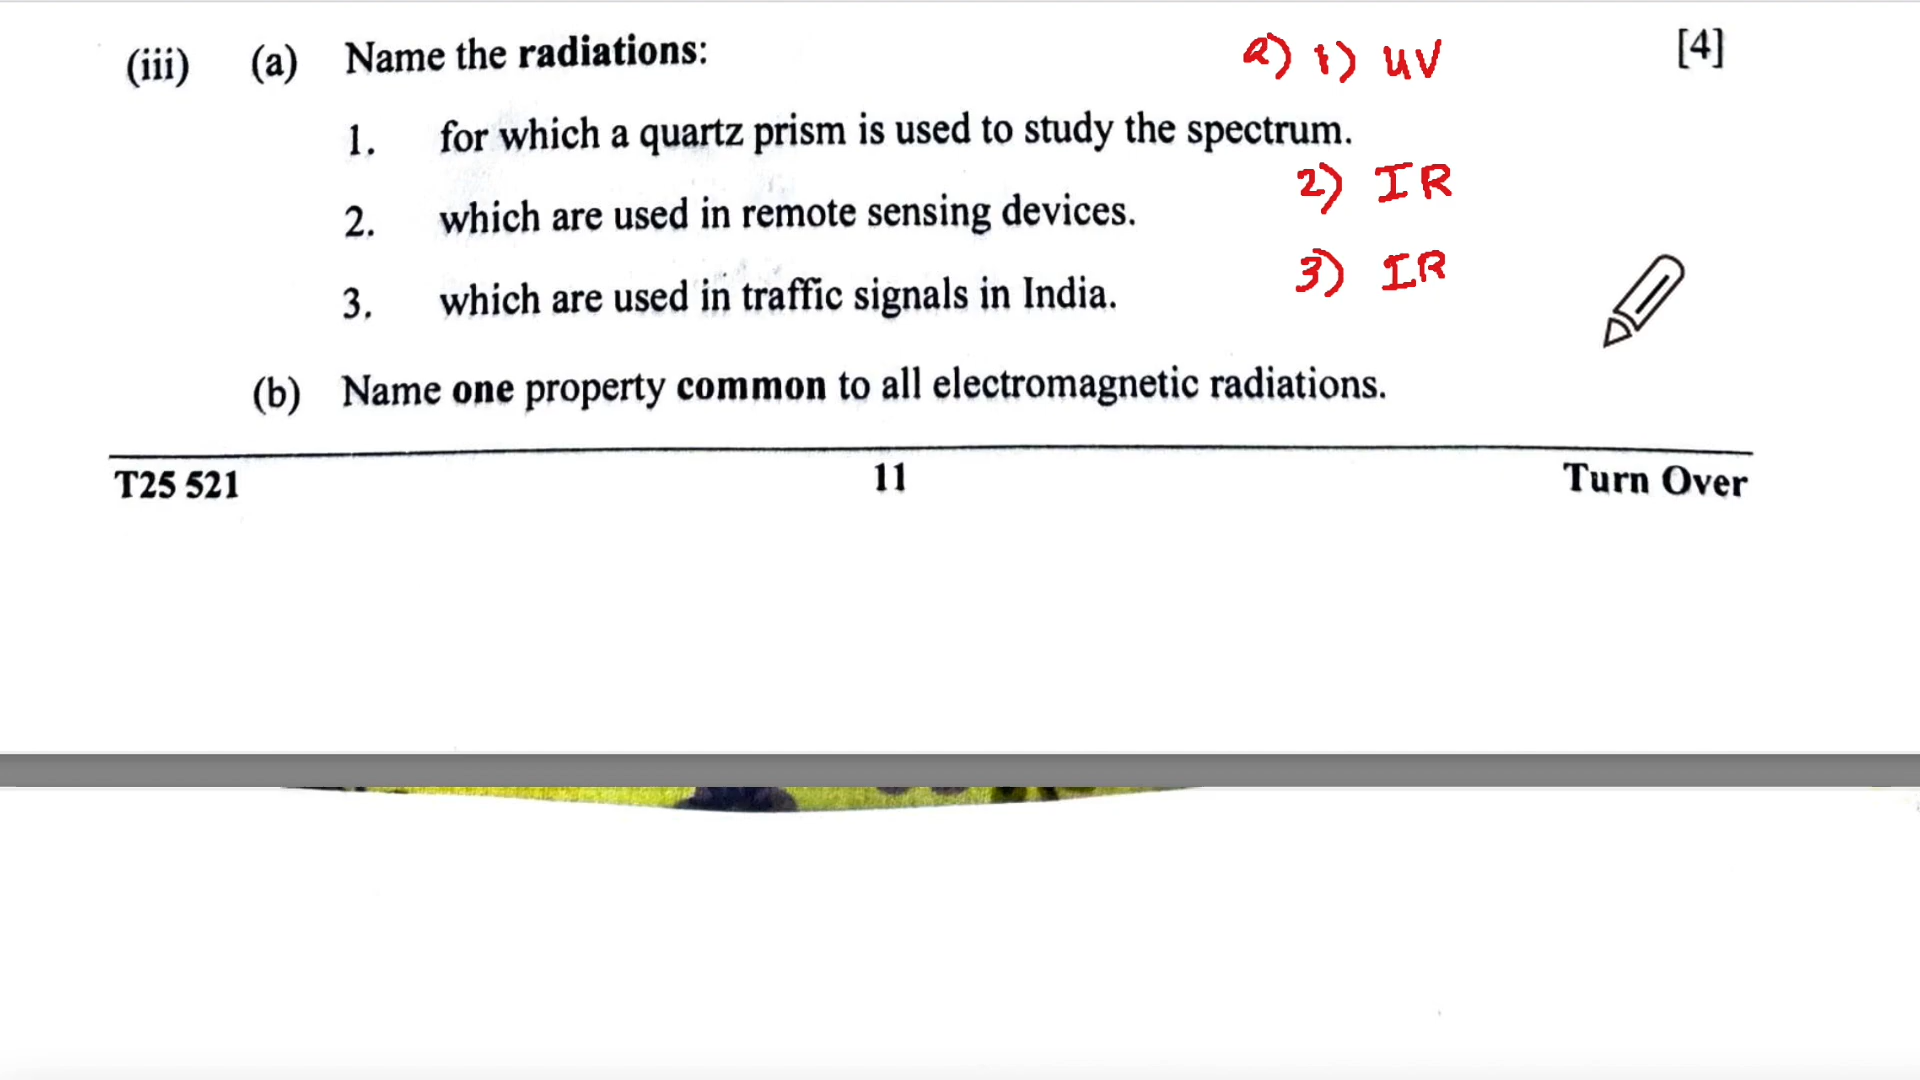 (iii) (a) Name the radiations: a) 1) UV [4]
1. for which a quartz prism is used to study the spectrum.
2) IR
2. which are used in remote sensing devices.
3) IR
3. which are used in traffic signals in India.
(b) Name one property common to all electromagnetic radiations.
T25 521 11 Turn Over